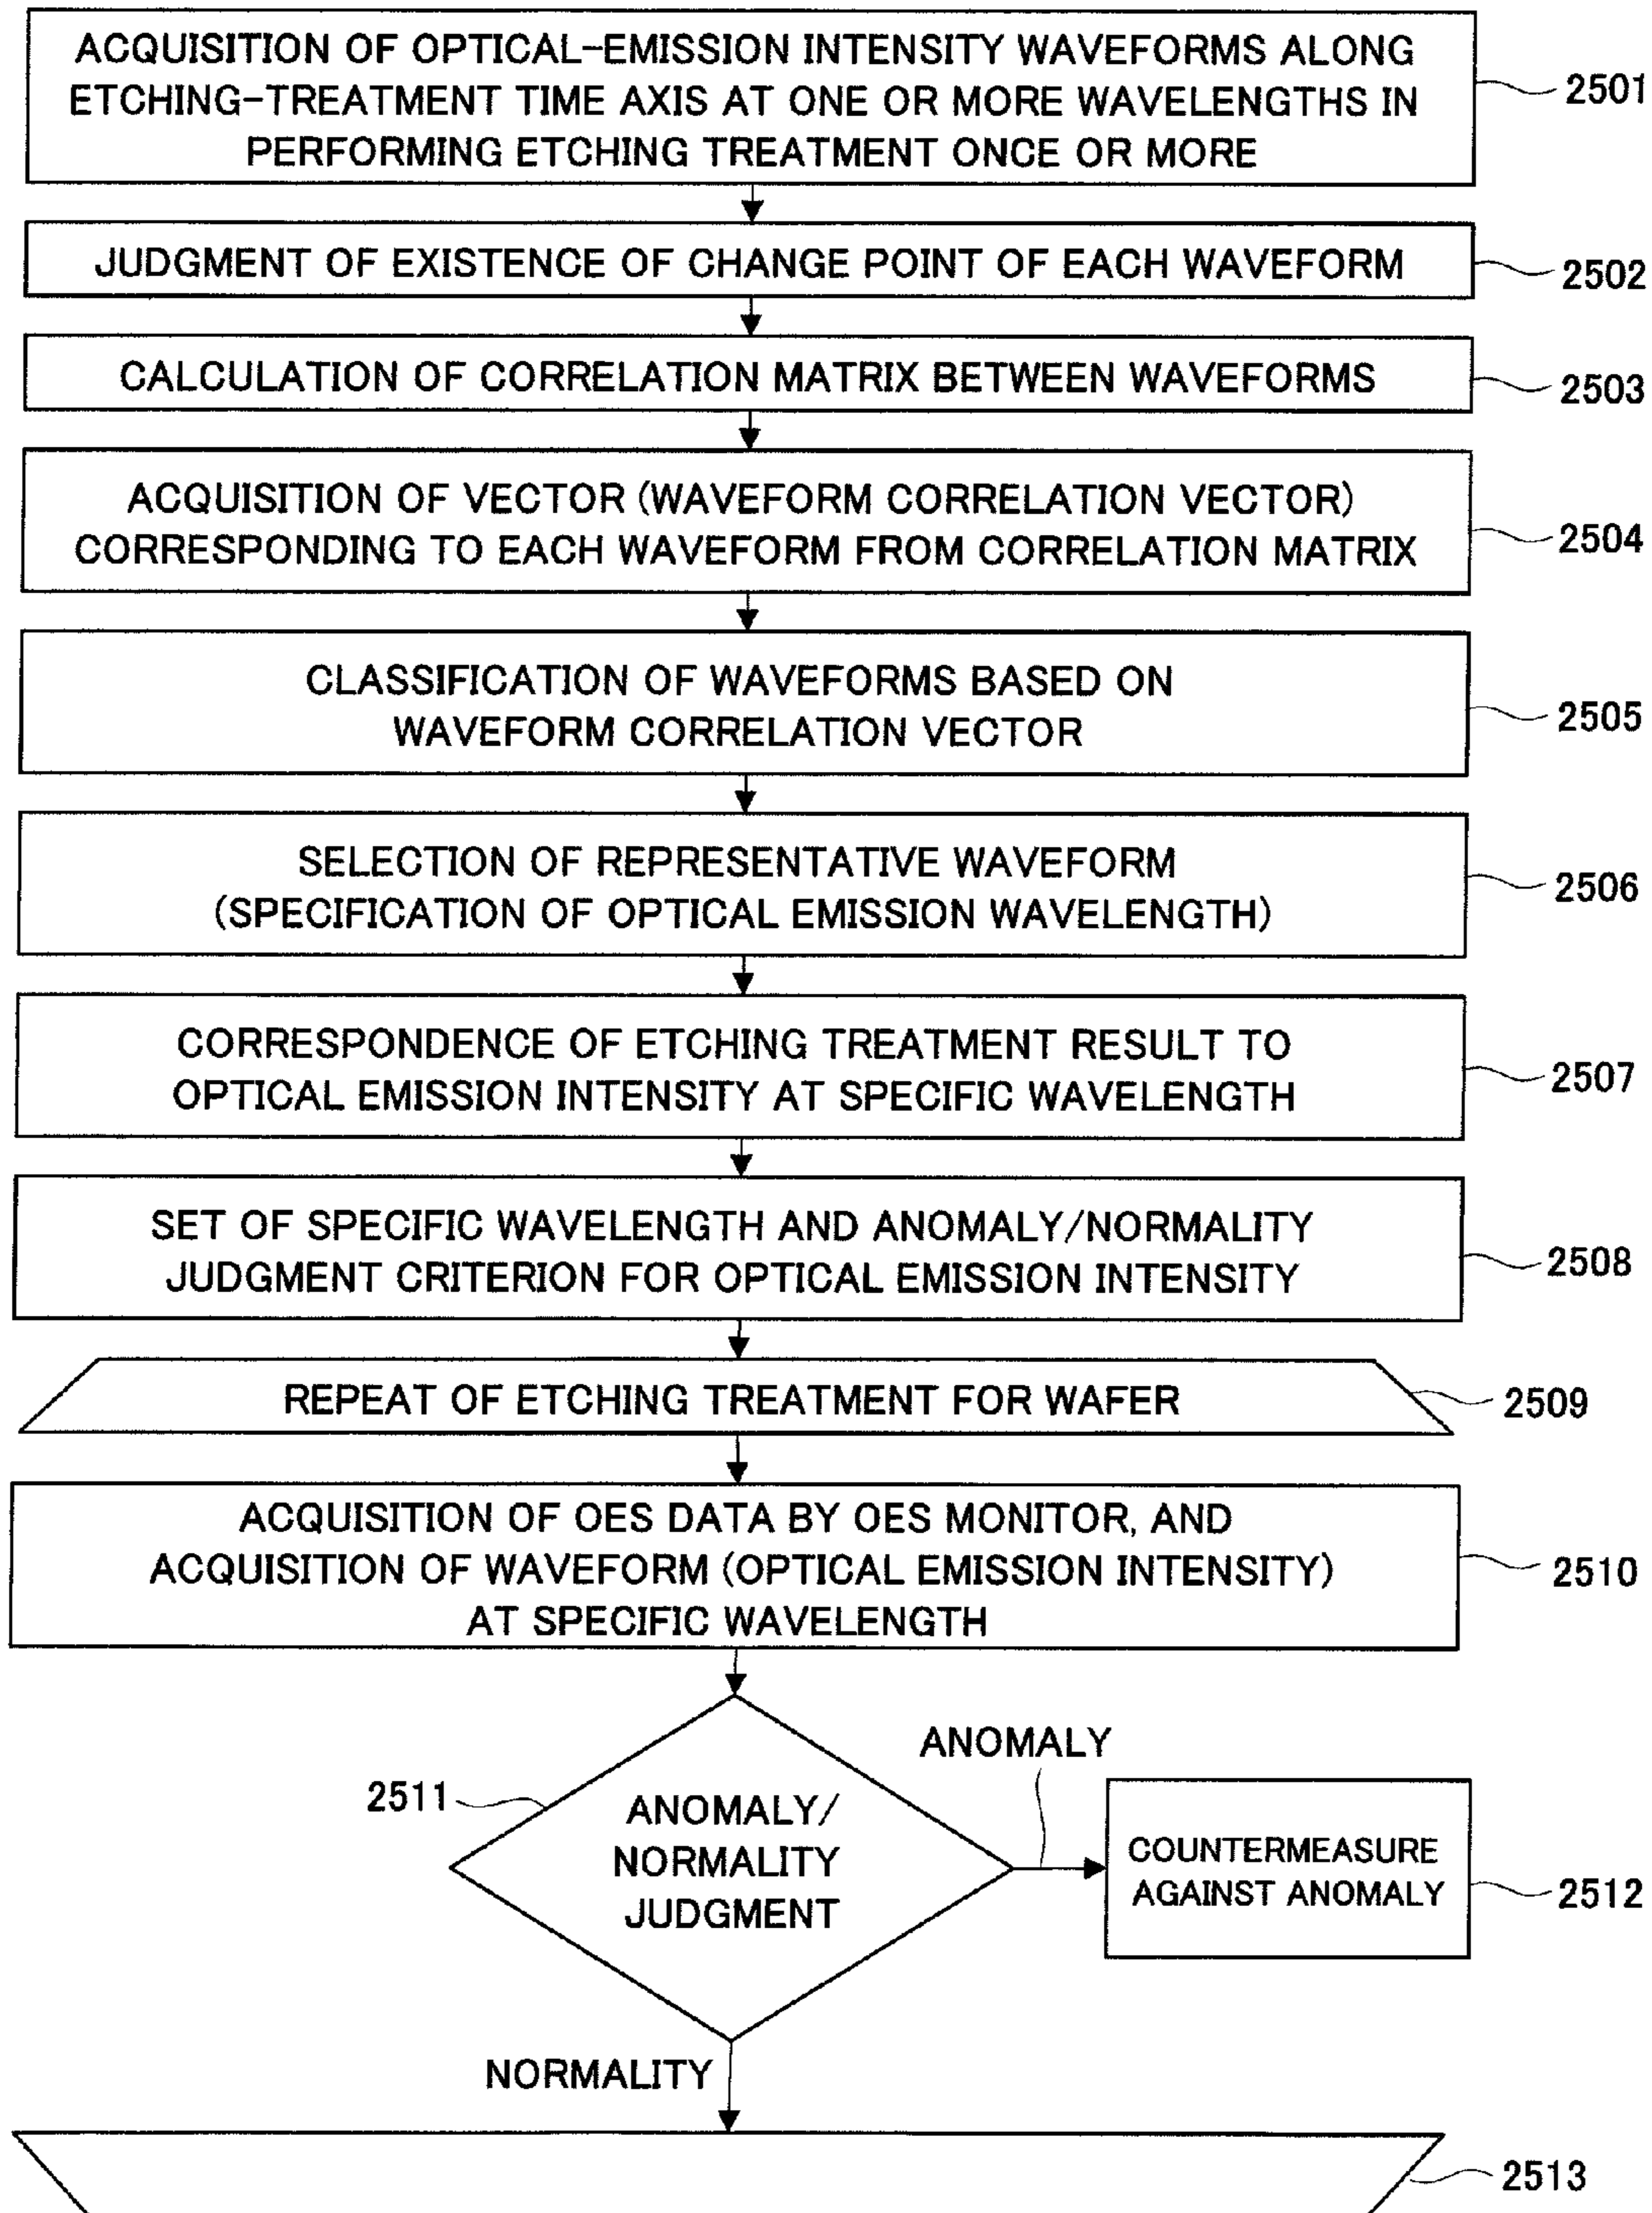 ACQUISITION OF OPTICAL-EMISSION INTENSITY WAVEFORMS ALONG
ETCHING-TREATMENT TIME AXIS AT ONE OR MORE WAVELENGTHS IN
PERFORMING ETCHING TREATMENT ONCE OR MORE
2501
JUDGMENT OF EXISTENCE OF CHANGE POINT OF EACH WAVEFORM
2502
CALCULATION OF CORRELATION MATRIX BETWEEN WAVEFORMS
2503
ACQUISITION OF VECTOR (WAVEFORM CORRELATION VECTOR)
CORRESPONDING TO EACH WAVEFORM FROM CORRELATION MATRIX
2504
CLASSIFICATION OF WAVEFORMS BASED ON
WAVEFORM CORRELATION VECTOR
2505
SELECTION OF REPRESENTATIVE WAVEFORM
(SPECIFICATION OF OPTICAL EMISSION WAVELENGTH)
2506
CORRESPONDENCE OF ETCHING TREATMENT RESULT TO
OPTICAL EMISSION INTENSITY AT SPECIFIC WAVELENGTH
2507
SET OF SPECIFIC WAVELENGTH AND ANOMALY/NORMALITY
JUDGMENT CRITERION FOR OPTICAL EMISSION INTENSITY
2508
REPEAT OF ETCHING TREATMENT FOR WAFER
2509
ACQUISITION OF OES DATA BY OES MONITOR, AND
ACQUISITION OF WAVEFORM (OPTICAL EMISSION INTENSITY)
AT SPECIFIC WAVELENGTH
2510
2511
ANOMALY/
NORMALITY
JUDGMENT
ANOMALY
COUNTERMEASURE
AGAINST ANOMALY
2512
NORMALITY
2513